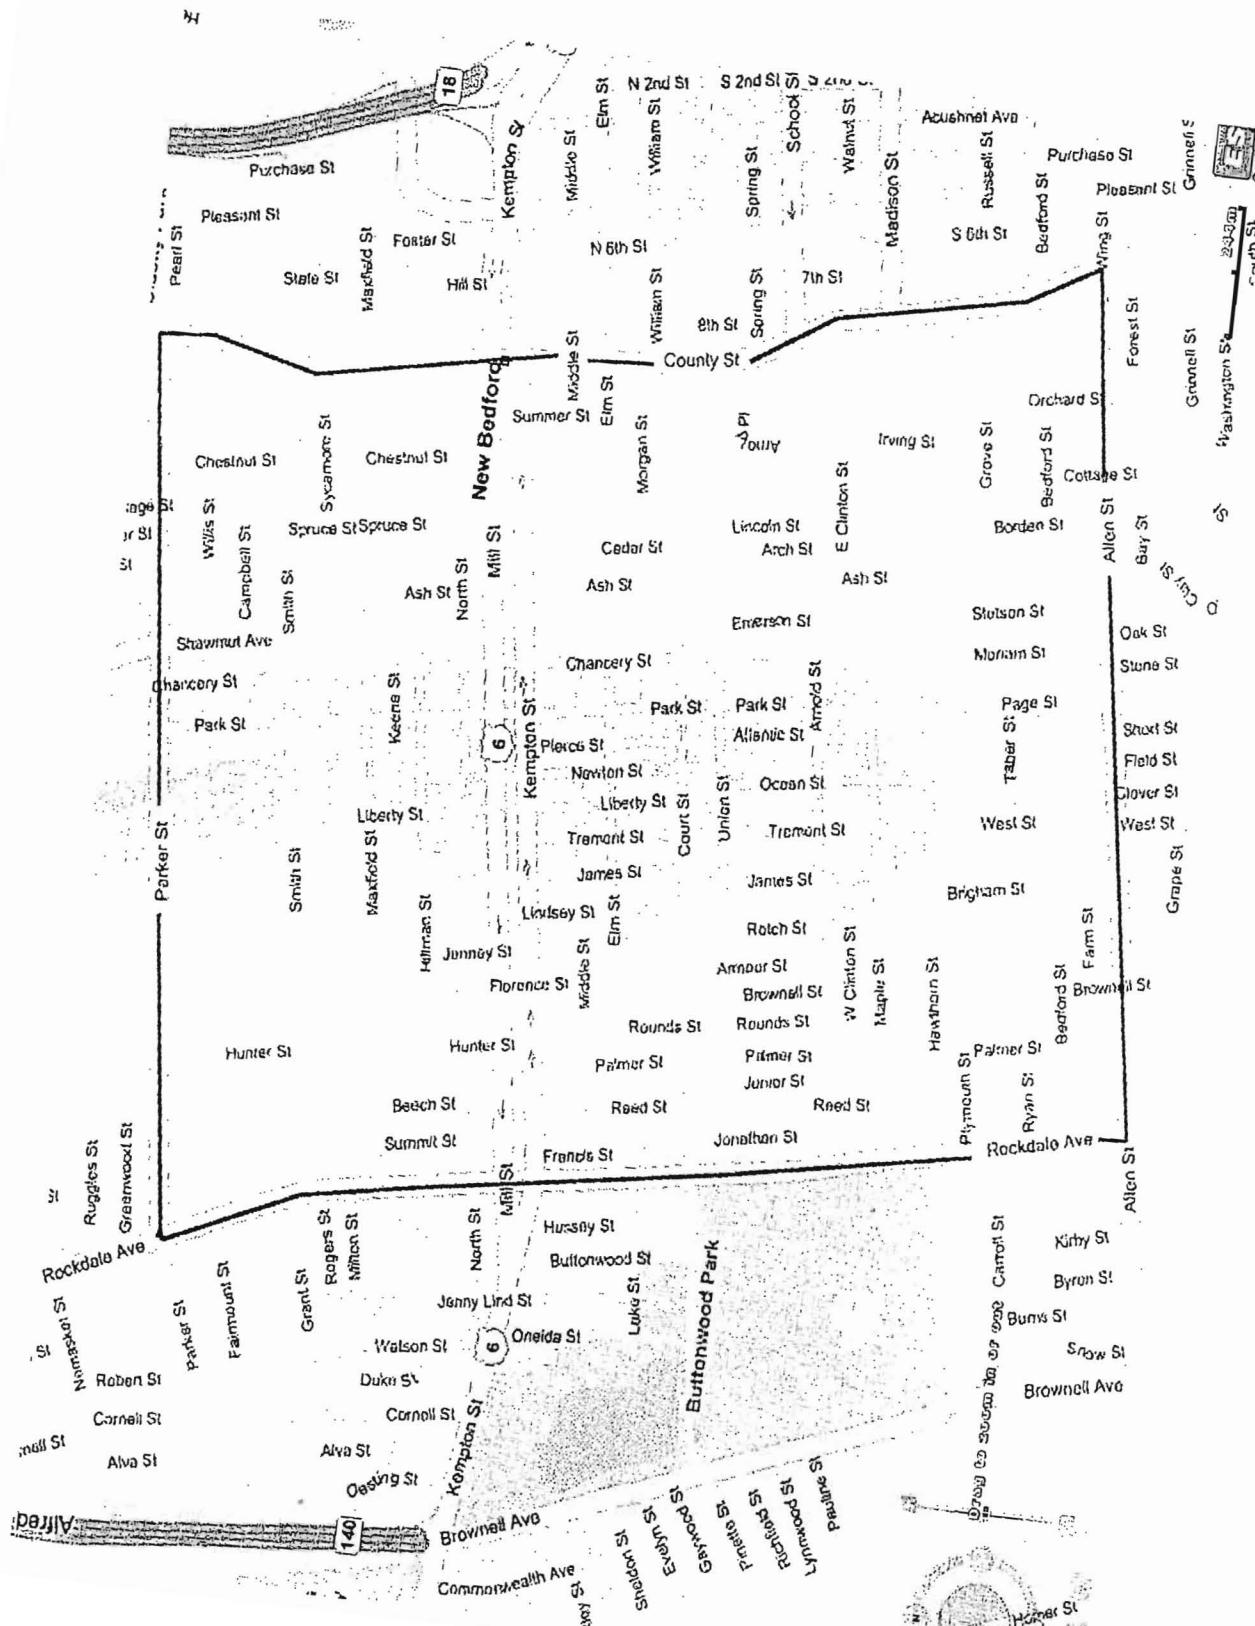 18
Elm St
N 2nd St
S 2nd St
School St
Walnut St
Acushnet Ave
Purchase St
Kempton St
Middle St
William St
Spring St
Madison St
Russell St
Bedford St
Purchase St
Pleasant St
Pleasant St
Pearl St
Maxfield St
Foster St
N 6th St
S 6th St
Wing St
State St
Hill St
William St
Spring St
7th St
8th St
Forest St
Grinnell St
Washington St
Middle St
County St
New Bedford
Summer St
Elm St
Orchard St
Chestnut St
Sycamore St
Chestnut St
Morgan St
7th St
Irving St
Grove St
Bedford St
Cottage St
Willis St
Campbell St
Smith St
Spruce St
Spruce St
North St
Mill St
Cedar St
Lincoln St
Arch St
E Clinton St
Borden St
Allen St
Bay St
Ash St
Ash St
Ash St
Shawmut Ave
Emerson St
Stetson St
Oak St
Chancery St
Chancery St
Stone St
Park St
Keene St
Kempton St
Park St
Park St
Arnold St
Page St
Atlantic St
Taber St
Short St
6
Pierce St
Newton St
Field St
Liberty St
Liberty St
Court St
Union St
Ocean St
Clover St
Parker St
Smith St
Maxfield St
Tremont St
Tremont St
West St
West St
James St
James St
Brigham St
Grape St
Hillman St
Lindsey St
Elm St
Rotch St
Jenney St
Middle St
Armour St
W Clinton St
Maple St
Hawthorn St
Farm St
Florence St
Brownell St
Bedford St
Brownell St
Rounds St
Rounds St
Hunter St
Hunter St
Palmer St
Palmer St
Palmer St
Junior St
Beech St
Reed St
Reed St
Plymouth St
Ryan St
Summit St
Francis St
Jonathan St
Rockdale Ave
Ruggles St
Greenwood St
Mill St
Allen St
Rockdale Ave
Rogers St
Milton St
North St
Hussey St
Buttonwood St
Buttonwood Park
Carroll St
Kirby St
Byron St
Parker St
Fairmount St
Grant St
Jenny Lind St
Lake St
Burns St
Watson St
6
Oneida St
Snow St
Robert St
Duke St
Brownell Ave
Cornell St
Cornell St
Kempton St
Alva St
Alva St
Oesting St
Alfred
140
Brownell Ave
Commonwealth Ave
Sheldon St
Evelyn St
Gaywood St
Pinette St
Richfield St
Lynnwood St
Pauline St
Homer St